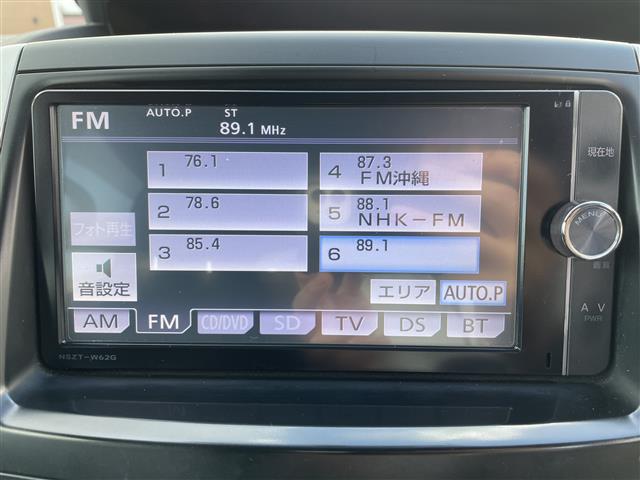 FM
AUTO.P
ST
89.1 MHz
1 76.1
2 78.6
3 85.4
4 87.3
FM沖縄
5 88.1
NHK-FM
6 89.1
フォト再生
音設定
エリア
AUTO.P
AM
FM
CD/DVD
SD
TV
DS
BT
NSZT-W62G
現在地
MENU
画質
AV
PWR